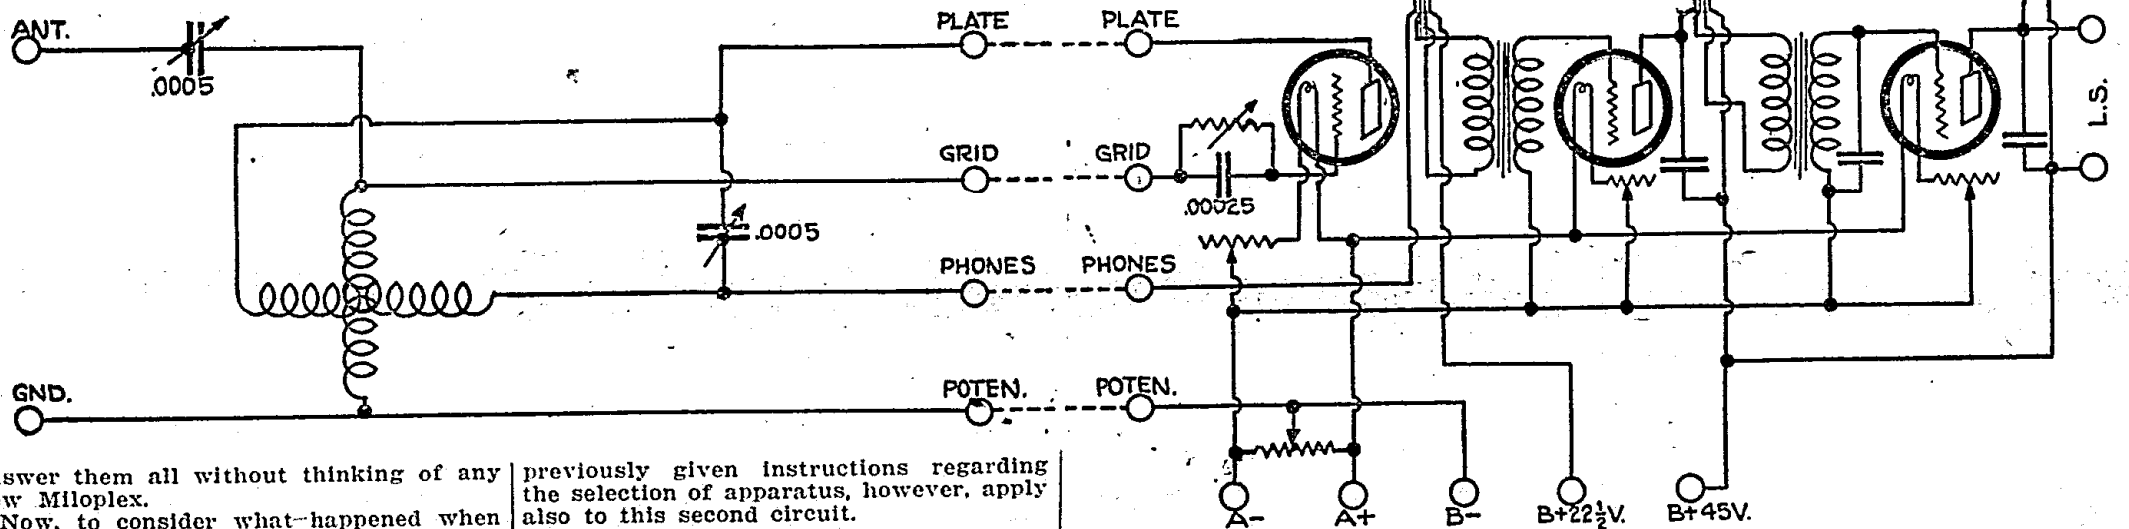 ANT.
.0005
PLATE
PLATE
GRID
GRID
.00025
.0005
L.S.
PHONES
PHONES
GND.
POTEN.
POTEN.
A-
A+
B-
B+22½V.
B+45V.
swer them all without thinking of any
w Miloplex.
Now, to consider what happened when
previously given instructions regarding
the selection of apparatus, however, apply
also to this second circuit.